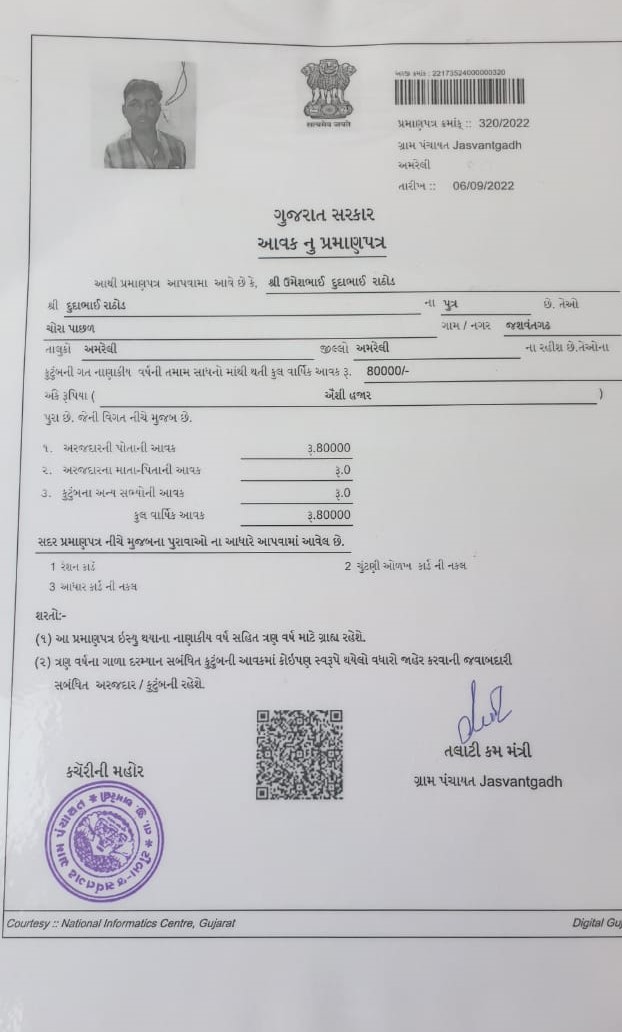 सत्यमेव जयते
અરજી ક્રમાંક : 22173524000000320
પ્રમાણપત્ર ક્રમાંક :: 320/2022
ગ્રામ પંચાયત Jasvantgadh
અમરેલી
તારીખ :: 06/09/2022
ગુજરાત સરકાર
આવક નુ પ્રમાણપત્ર
આથી પ્રમાણપત્ર આપવામા આવે છે કે, શ્રી ઉમેશભાઈ દુદાભાઈ રાઠોડ
શ્રી દુદાભાઈ રાઠોડ ના પુત્ર છે. તેઓ
ચોરા પાછળ ગામ / નગર જશવંતગઢ
તાલુકો અમરેલી જીલ્લો અમરેલી ના રહીશ છે.તેઓના
કુટુંબની ગત નાણાકીય વર્ષની તમામ સાધનો માંથી થતી કુલ વાર્ષિક આવક રૂ. 80000/-
અંકે રૂપિયા ( ઐંશી હજાર )
પુરા છે. જેની વિગત નીચે મુજબ છે.
૧. અરજદારની પોતાની આવક રૂ.80000
૨. અરજદારના માતા-પિતાની આવક રૂ.0
૩. કુટુંબના અન્ય સભ્યોની આવક રૂ.0
કુલ વાર્ષિક આવક રૂ.80000
સદર પ્રમાણપત્ર નીચે મુજબના પુરાવાઓ ના આધારે આપવામાં આવેલ છે.
1 રેશન કાર્ડ 2 ચુંટણી ઓળખ કાર્ડ ની નકલ
3 આધાર કાર્ડ ની નકલ
શરતો:-
(૧) આ પ્રમાણપત્ર ઇસ્યુ થયાના નાણાકીય વર્ષ સહિત ત્રણ વર્ષ માટે ગ્રાહ્ય રહેશે.
(૨) ત્રણ વર્ષના ગાળા દરમ્યાન સબંધિત કુટુંબની આવકમાં કોઈપણ સ્વરૂપે થયેલો વધારો જાહેર કરવાની જવાબદારી
સબંધિત અરજદાર / કુટુંબની રહેશે.
તલાટી કમ મંત્રી
ગ્રામ પંચાયત Jasvantgadh
કચેંરીની મહોર
ગ્રામ પંચાયત
Courtesy :: National Informatics Centre, Gujarat Digital Guj